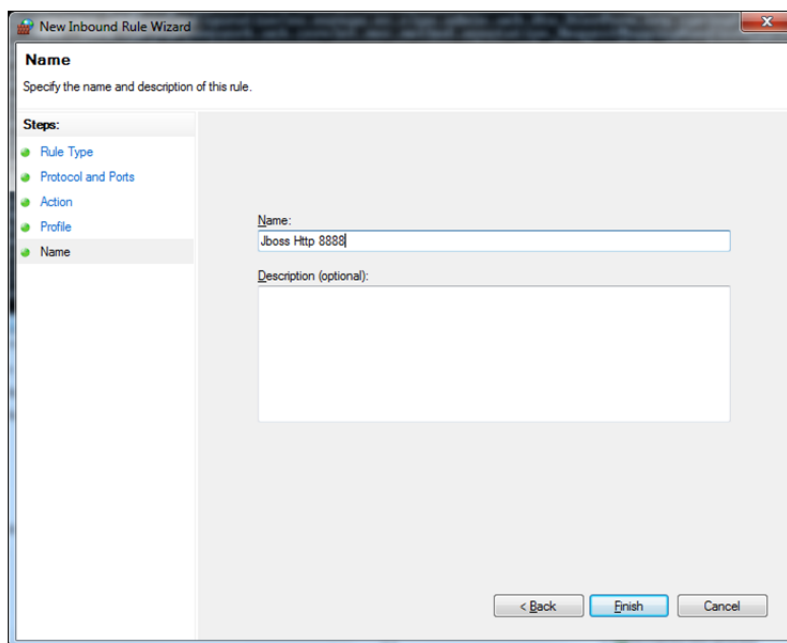 New Inbound Rule Wizard
Name
Specify the name and description of this rule.
Steps:
Rule Type
Protocol and Ports
Action
Profile
Name
Name:
Jboss Http 8888
Description (optional):
< Back
Finish
Cancel